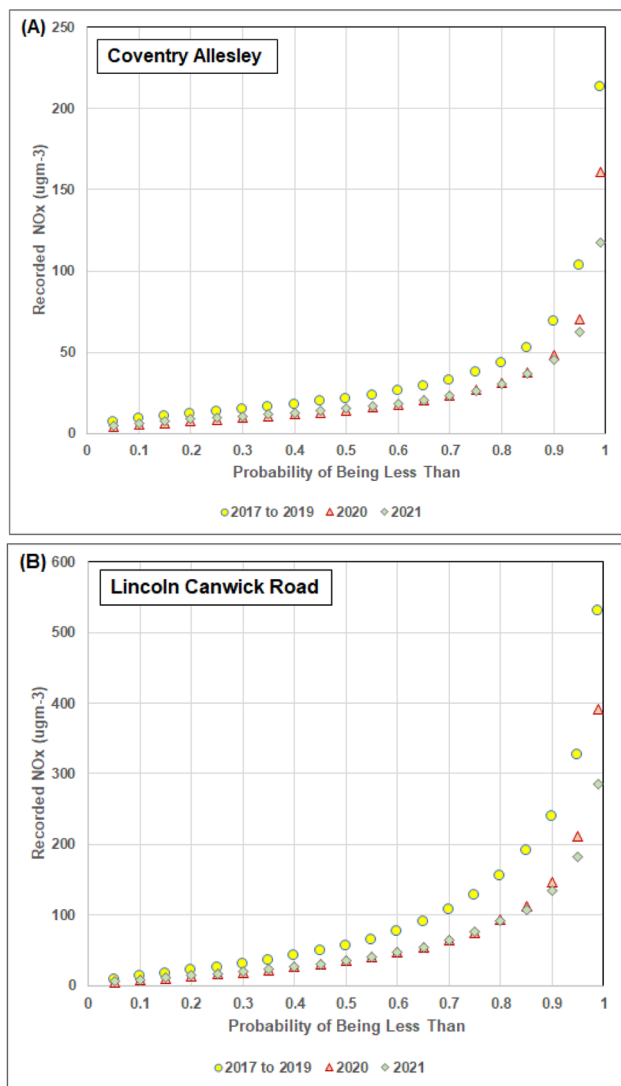 (A)
Coventry Allesley
250
200
150
100
50
0
Recorded NOx (ugm-3)
0 0.1 0.2 0.3 0.4 0.5 0.6 0.7 0.8 0.9 1
Probability of Being Less Than
2017 to 2019 2020 2021
(B)
Lincoln Canwick Road
600
500
400
300
200
100
0
Recorded NOx (ugm-3)
0 0.1 0.2 0.3 0.4 0.5 0.6 0.7 0.8 0.9 1
Probability of Being Less Than
2017 to 2019 2020 2021